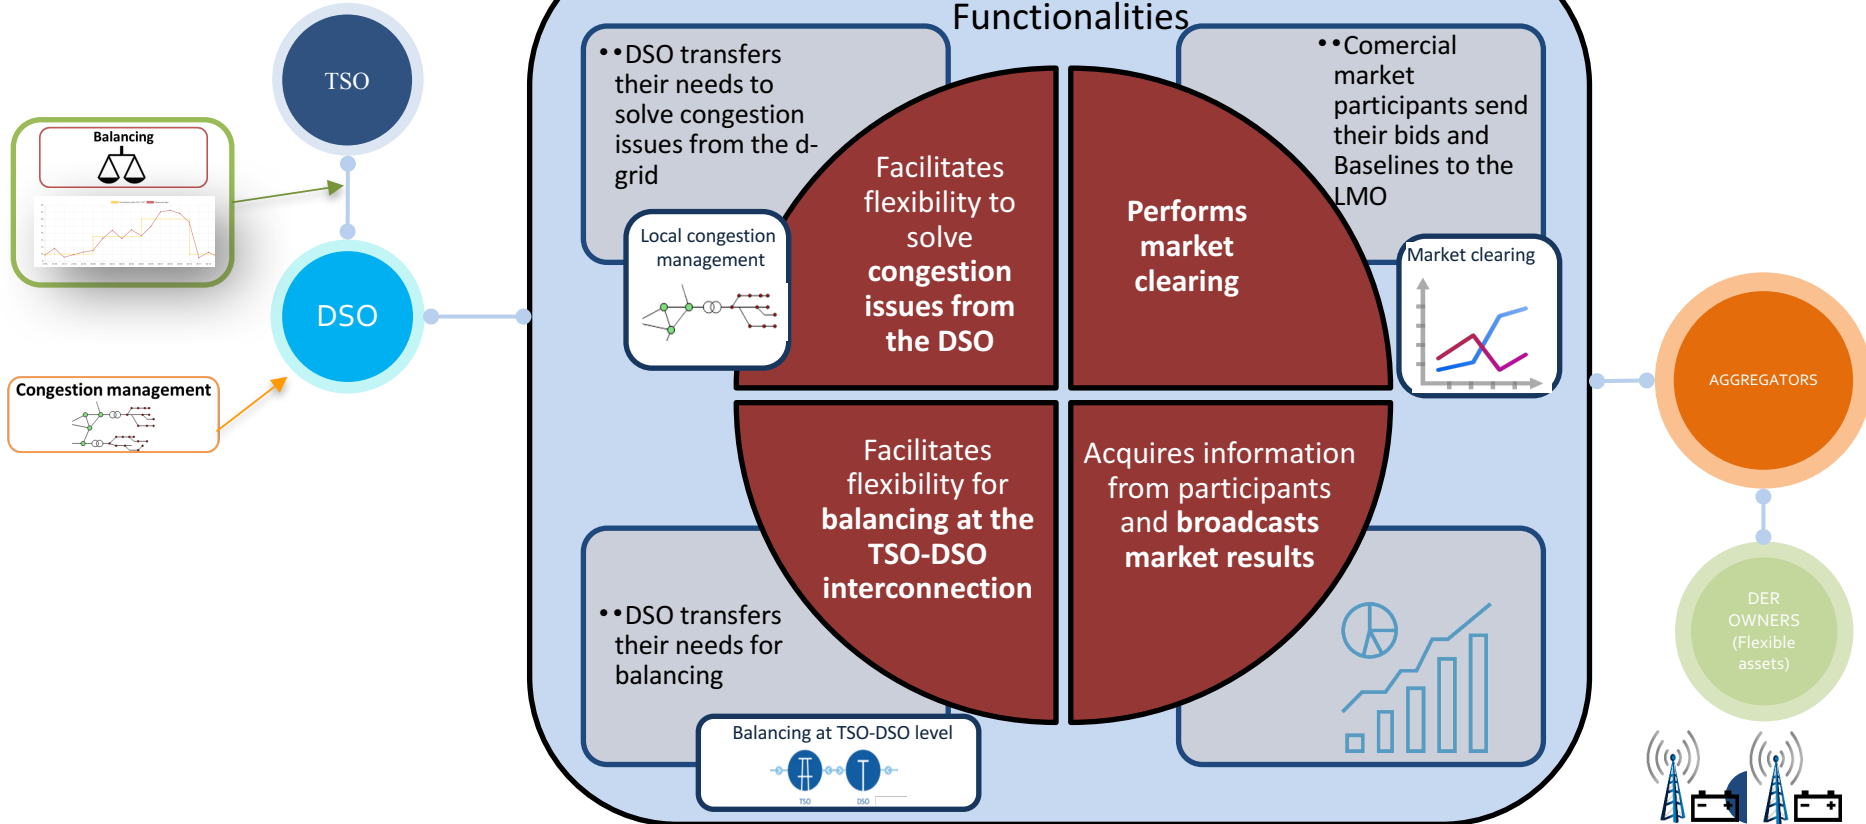 Functionalities
TSO
Balancing
DSO
Congestion management
••DSO transfers
their needs to
solve congestion
issues from the d-
grid
Local congestion
management
Facilitates
flexibility to
solve
congestion
issues from
the DSO
Performs
market
clearing
••Comercial
market
participants send
their bids and
Baselines to the
LMO
Market clearing
Facilitates
flexibility for
balancing at the
TSO-DSO
interconnection
Acquires information
from participants
and broadcasts
market results
••DSO transfers
their needs for
balancing
Balancing at TSO-DSO level
TSO
DSO
AGGREGATORS
DER
OWNERS
(Flexible
assets)